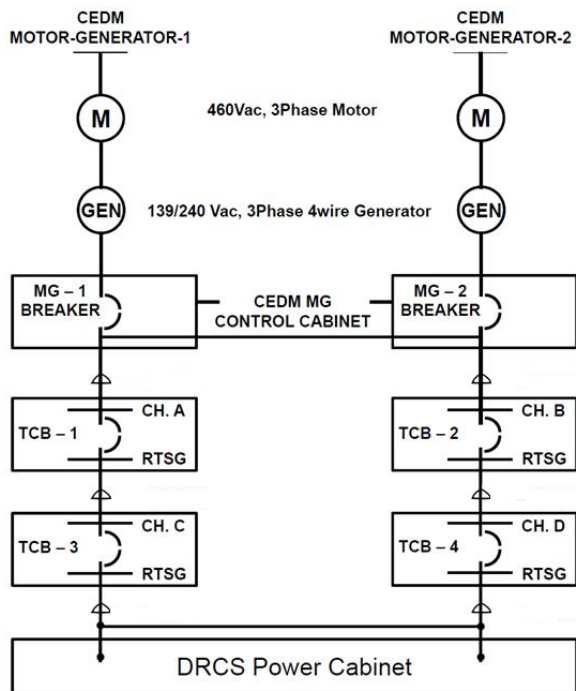 CEDM
MOTOR-GENERATOR-1
CEDM
MOTOR-GENERATOR-2
M
460Vac, 3Phase Motor
M
GEN
139/240 Vac, 3Phase 4wire Generator
GEN
MG – 1
BREAKER
CEDM MG
CONTROL CABINET
MG – 2
BREAKER
CH. A
TCB – 1
RTSG
CH. B
TCB – 2
RTSG
CH. C
TCB – 3
RTSG
CH. D
TCB – 4
RTSG
DRCS Power Cabinet